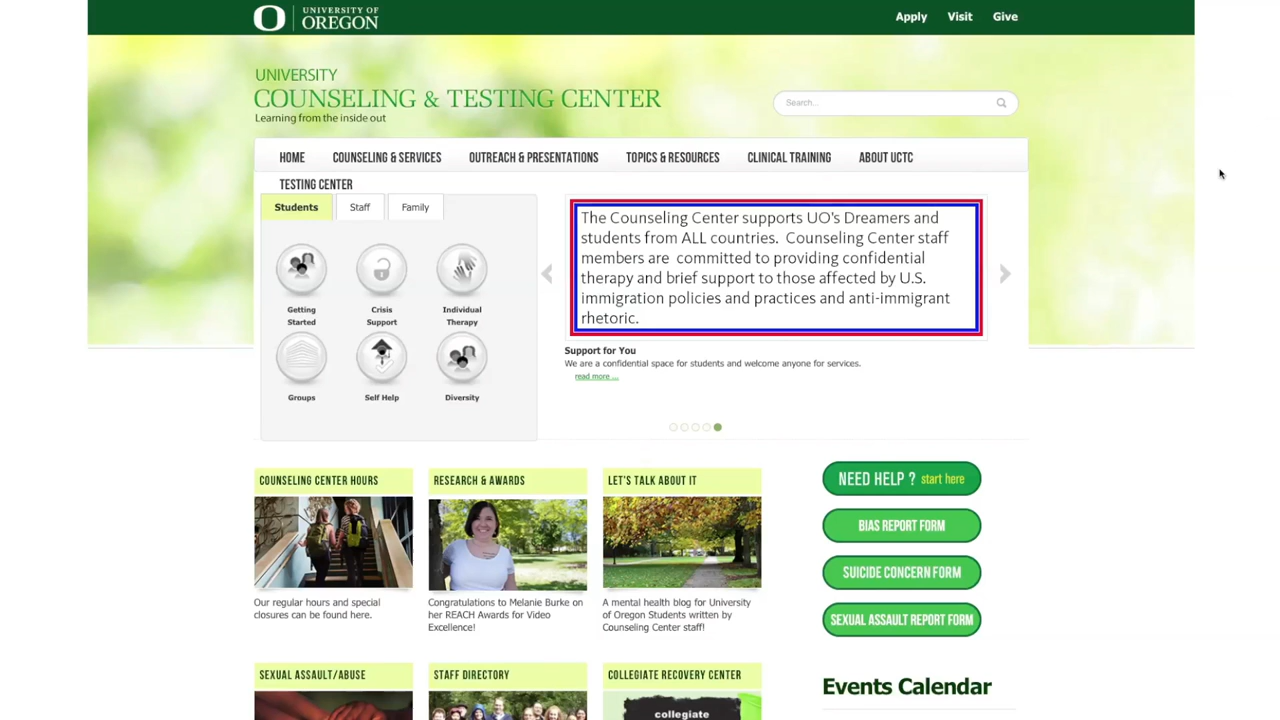 UNIVERSITY OF
OREGON
Apply
Visit
Give
UNIVERSITY
COUNSELING & TESTING CENTER
Learning from the inside out
Search...
HOME
COUNSELING & SERVICES
OUTREACH & PRESENTATIONS
TOPICS & RESOURCES
CLINICAL TRAINING
ABOUT UCTC
TESTING CENTER
Students
Staff
Family
Getting
Started
Crisis
Support
Individual
Therapy
Groups
Self Help
Diversity
The Counseling Center supports UO's Dreamers and
students from ALL countries. Counseling Center staff
members are committed to providing confidential
therapy and brief support to those affected by U.S.
immigration policies and practices and anti-immigrant
rhetoric.
Support for You
We are a confidential space for students and welcome anyone for services.
read more ...
COUNSELING CENTER HOURS
Our regular hours and special
closures can be found here.
RESEARCH & AWARDS
Congratulations to Melanie Burke on
her REACH Awards for Video
Excellence!
LET'S TALK ABOUT IT
A mental health blog for University
of Oregon Students written by
Counseling Center staff!
NEED HELP ? start here
BIAS REPORT FORM
SUICIDE CONCERN FORM
SEXUAL ASSAULT REPORT FORM
SEXUAL ASSAULT/ABUSE
STAFF DIRECTORY
COLLEGIATE RECOVERY CENTER
collegiate
Events Calendar